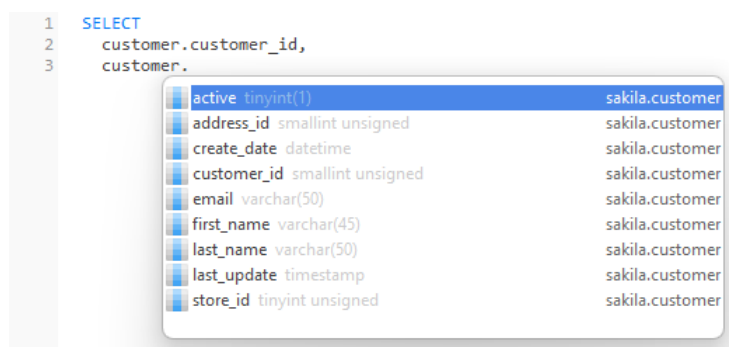 1 SELECT
2 customer.customer_id,
3 customer.
active tinyint(1) sakila.customer
address_id smallint unsigned sakila.customer
create_date datetime sakila.customer
customer_id smallint unsigned sakila.customer
email varchar(50) sakila.customer
first_name varchar(45) sakila.customer
last_name varchar(50) sakila.customer
last_update timestamp sakila.customer
store_id tinyint unsigned sakila.customer